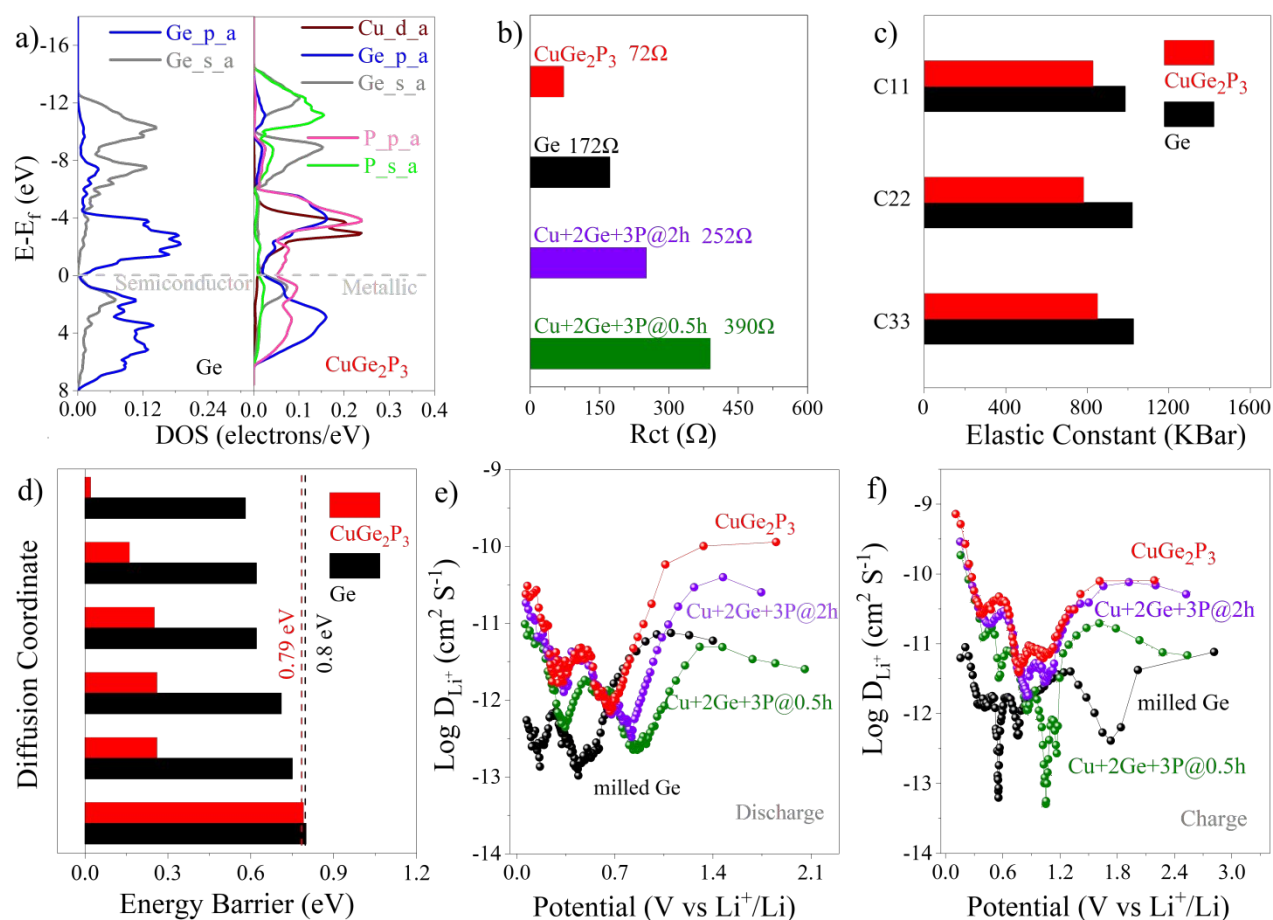 a)
Ge_p_a
Ge_s_a
Cu_d_a
Ge_p_a
Ge_s_a
P_p_a
P_s_a
-16
-12
-8
-4
0
4
8
E-E_f (eV)
Semiconductor
Metallic
Ge
CuGe₂P₃
0.00 0.12 0.24 0.0 0.1 0.2 0.3 0.4
DOS (electrons/eV)
b)
CuGe₂P₃ 72Ω
Ge 172Ω
Cu+2Ge+3P@2h 252Ω
Cu+2Ge+3P@0.5h 390Ω
0 150 300 450 600
Rct (Ω)
c)
CuGe₂P₃
Ge
C11
C22
C33
0 400 800 1200 1600
Elastic Constant (KBar)
d)
CuGe₂P₃
Ge
0.79 eV
0.8 eV
Diffusion Coordinate
0.0 0.3 0.6 0.9 1.2
Energy Barrier (eV)
e)
-9
-10
-11
-12
-13
-14
Log D_Li⁺ (cm² S⁻¹)
CuGe₂P₃
Cu+2Ge+3P@2h
Cu+2Ge+3P@0.5h
milled Ge
Discharge
0.0 0.7 1.4 2.1
Potential (V vs Li⁺/Li)
f)
-9
-10
-11
-12
-13
-14
Log D_Li⁺ (cm² S⁻¹)
CuGe₂P₃
Cu+2Ge+3P@2h
milled Ge
Cu+2Ge+3P@0.5h
Charge
0.0 0.6 1.2 1.8 2.4 3.0
Potential (V vs Li⁺/Li)